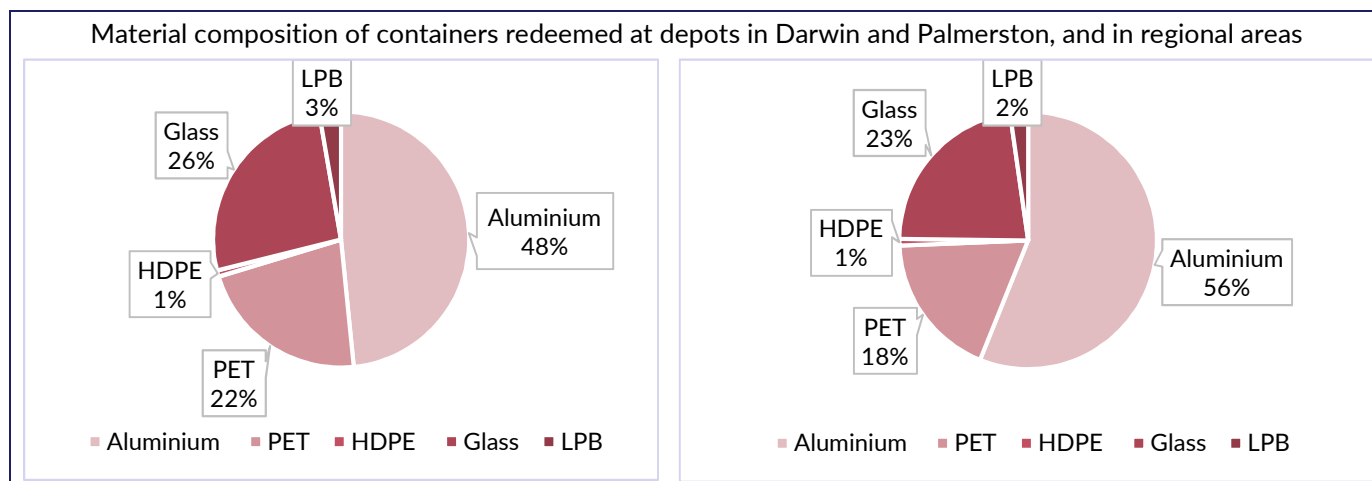 Material composition of containers redeemed at depots in Darwin and Palmerston, and in regional areas
LPB
3%
Glass
26%
Aluminium
48%
HDPE
1%
PET
22%
Aluminium PET HDPE Glass LPB
LPB
2%
Glass
23%
HDPE
1%
Aluminium
56%
PET
18%
Aluminium PET HDPE Glass LPB